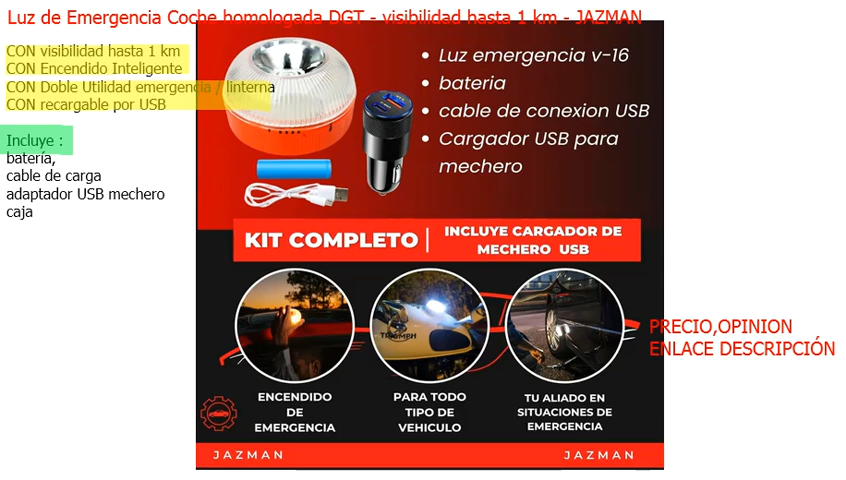 Luz de Emergencia Coche homologada DGT - visibilidad hasta 1 km - JAZMAN
CON visibilidad hasta 1 km
CON Encendido Inteligente
CON Doble Utilidad emergencia / linterna
CON recargable por USB
Incluye :
batería,
cable de carga
adaptador USB mechero
caja
• Luz emergencia v-16
• bateria
• cable de conexion USB
• Cargador USB para
mechero
KIT COMPLETO
INCLUYE CARGADOR DE
MECHERO USB
TRIUMPH
PRECIO,OPINION
ENLACE DESCRIPCIÓN
ENCENDIDO
DE
EMERGENCIA
PARA TODO
TIPO DE
VEHICULO
TU ALIADO EN
SITUACIONES DE
EMERGENCIA
JAZMAN
JAZMAN